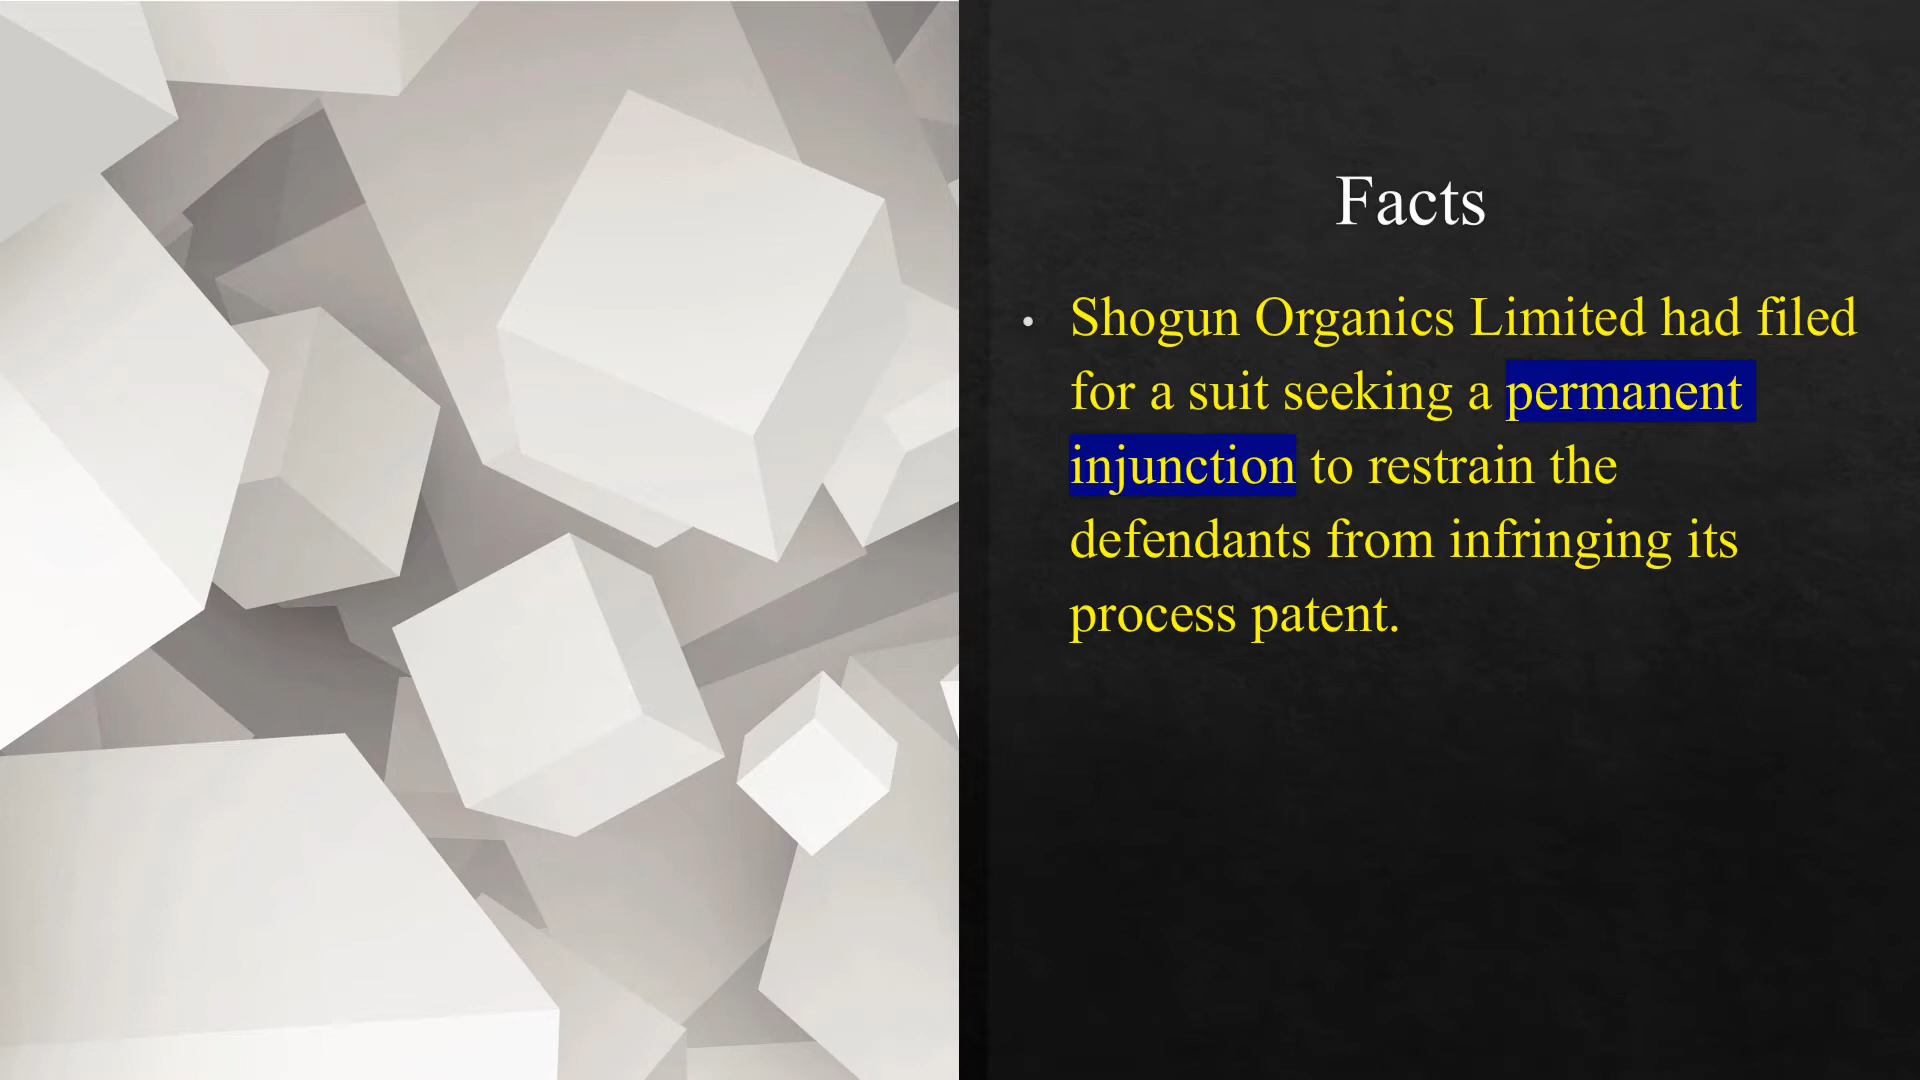 Facts
• Shogun Organics Limited had filed
for a suit seeking a permanent
injunction to restrain the
defendants from infringing its
process patent.